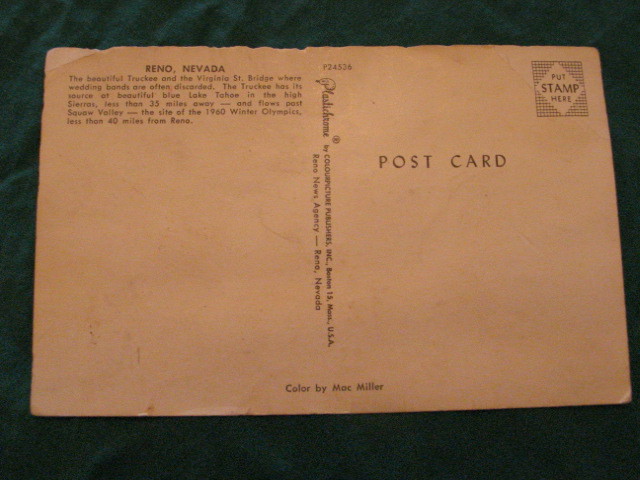 RENO, NEVADA
The beautiful Truckee and the Virginia St. Bridge where
wedding bands are often discarded. The Truckee has its
source at beautiful blue Lake Tahoe in the high
Sierras, less than 35 miles away — and flows past
Squaw Valley — the site of the 1960 Winter Olympics,
less than 40 miles from Reno.
P24536
Plastichrome ® by COLOURPICTURE PUBLISHERS, INC., Boston 15, Mass., U.S.A.
Reno News Agency — Reno, Nevada
PUT
STAMP
HERE
POST CARD
Color by Mac Miller